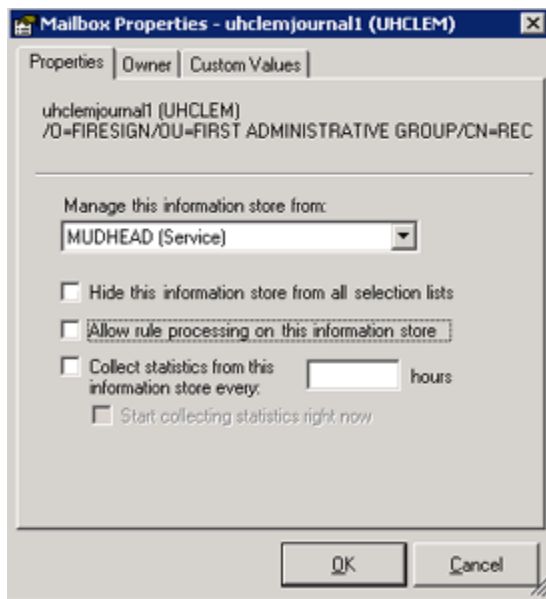 Mailbox Properties - uhclemjournal1 (UHCLEM)
Properties Owner Custom Values
uhclemjournal1 (UHCLEM)
/O=FIRESIGN/OU=FIRST ADMINISTRATIVE GROUP/CN=REC
Manage this information store from:
MUDHEAD (Service)
Hide this information store from all selection lists
Allow rule processing on this information store
Collect statistics from this
information store every:
hours
Start collecting statistics right now
OK Cancel